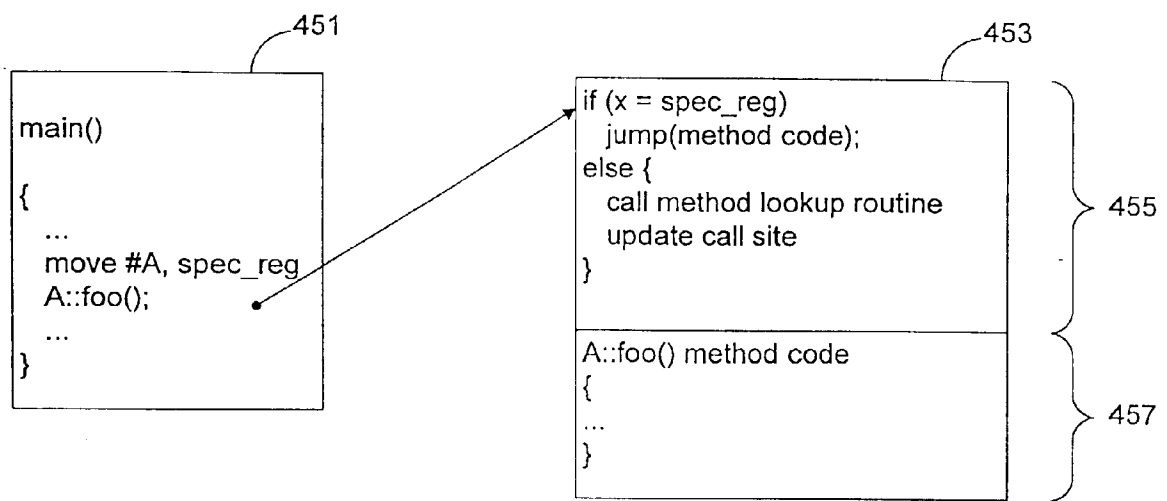 451
main()
{
...
move #A, spec_reg
A::foo();
...
}
453
if (x = spec_reg)
jump(method code);
else {
call method lookup routine
update call site
}
455
A::foo() method code
{
...
}
457